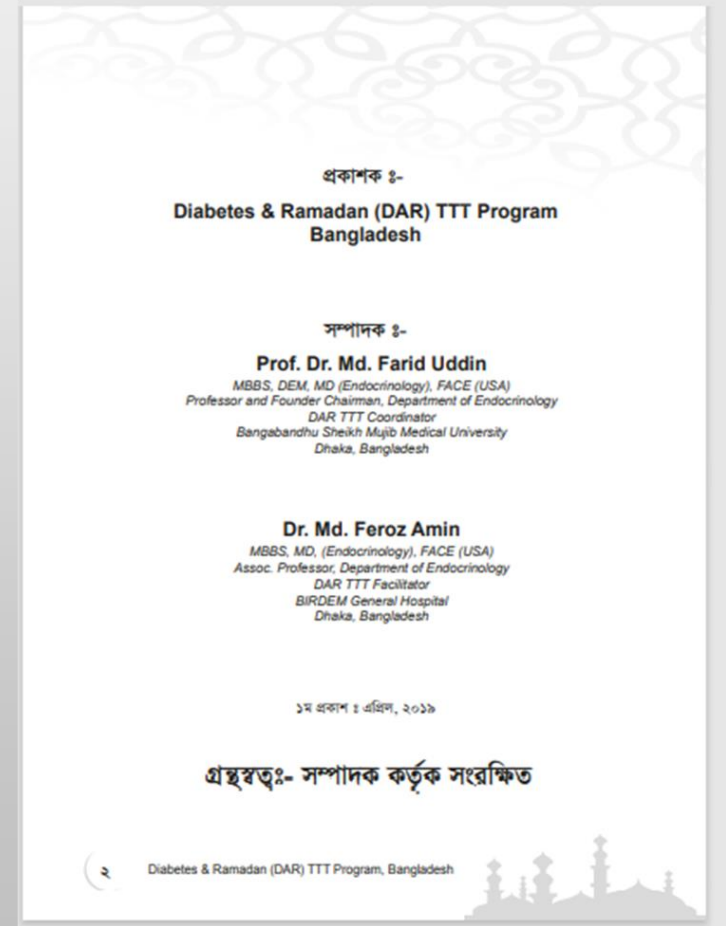 প্রকাশক ঃ-
Diabetes & Ramadan (DAR) TTT Program
Bangladesh
সম্পাদক ঃ-
Prof. Dr. Md. Farid Uddin
MBBS, DEM, MD (Endocrinology), FACE (USA)
Professor and Founder Chairman, Department of Endocrinology
DAR TTT Coordinator
Bangabandhu Sheikh Mujib Medical University
Dhaka, Bangladesh
Dr. Md. Feroz Amin
MBBS, MD, (Endocrinology), FACE (USA)
Assoc. Professor, Department of Endocrinology
DAR TTT Facilitator
BIRDEM General Hospital
Dhaka, Bangladesh
১ম প্রকাশ ঃ এপ্রিল, ২০১৯
গ্রন্থস্বত্বঃ- সম্পাদক কর্তৃক সংরক্ষিত
২ Diabetes & Ramadan (DAR) TTT Program, Bangladesh